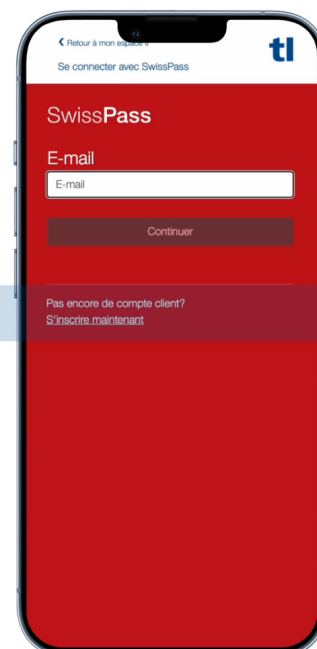 Retour à mon espace tl
tl
Se connecter avec SwissPass
SwissPass
E-mail
E-mail
Continuer
Pas encore de compte client?
S'inscrire maintenant